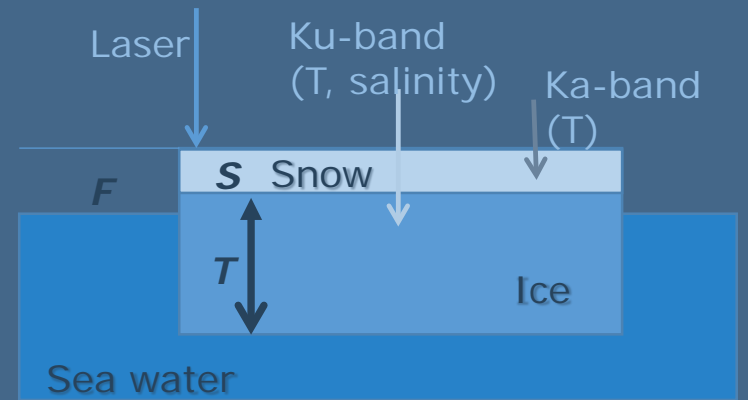 Laser
Ku-band
(T, salinity)
Ka-band
(T)
S Snow
F
T
Ice
Sea water